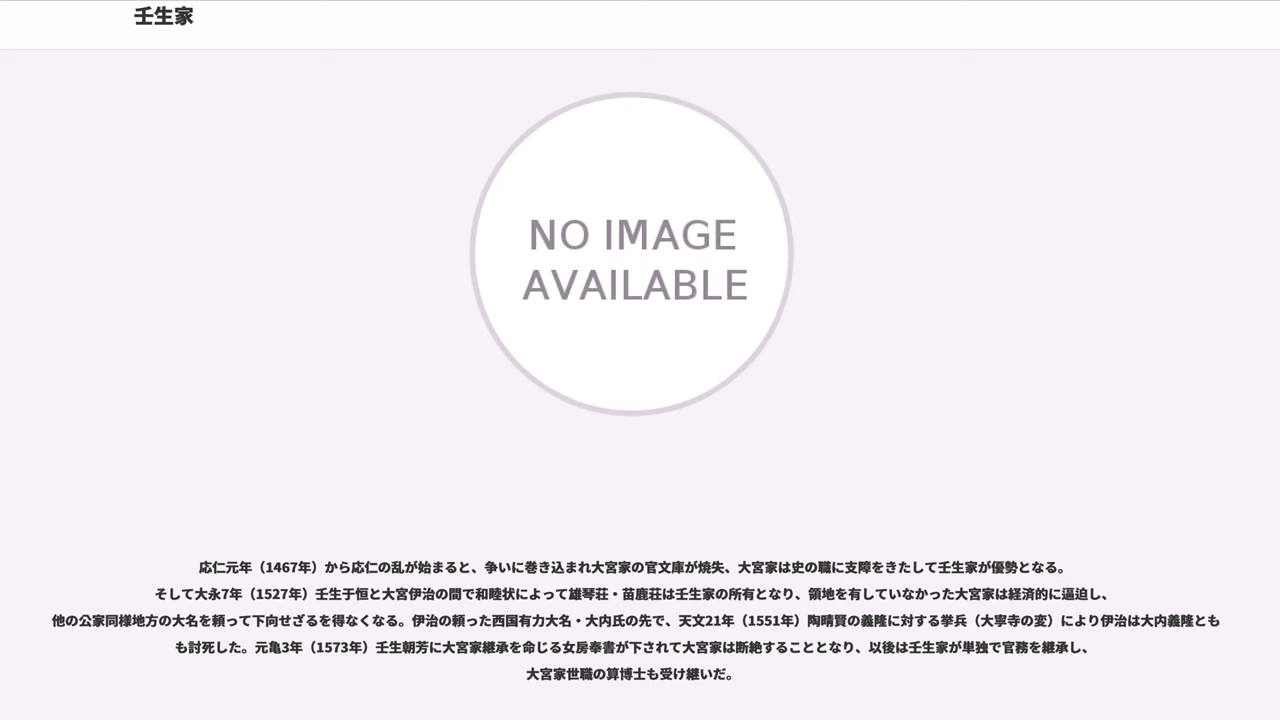 壬生家
NO IMAGE
AVAILABLE
応仁元年（1467年）から応仁の乱が始まると、争いに巻き込まれ大宮家の官文庫が焼失、大宮家は史の職に支障をきたして壬生家が優勢となる。
そして大永7年（1527年）壬生于恒と大宮伊治の間で和睦状によって雄琴荘・苗鹿荘は壬生家の所有となり、領地を有していなかった大宮家は経済的に逼迫し、
他の公家同様地方の大名を頼って下向せざるを得なくなる。伊治の頼った西国有力大名・大内氏の先で、天文21年（1551年）陶晴賢の義隆に対する挙兵（大寧寺の変）により伊治は大内義隆とも
も討死した。元亀3年（1573年）壬生朝芳に大宮家継承を命じる女房奉書が下されて大宮家は断絶することとなり、以後は壬生家が単独で官務を継承し、
大宮家世職の算博士も受け継いだ。